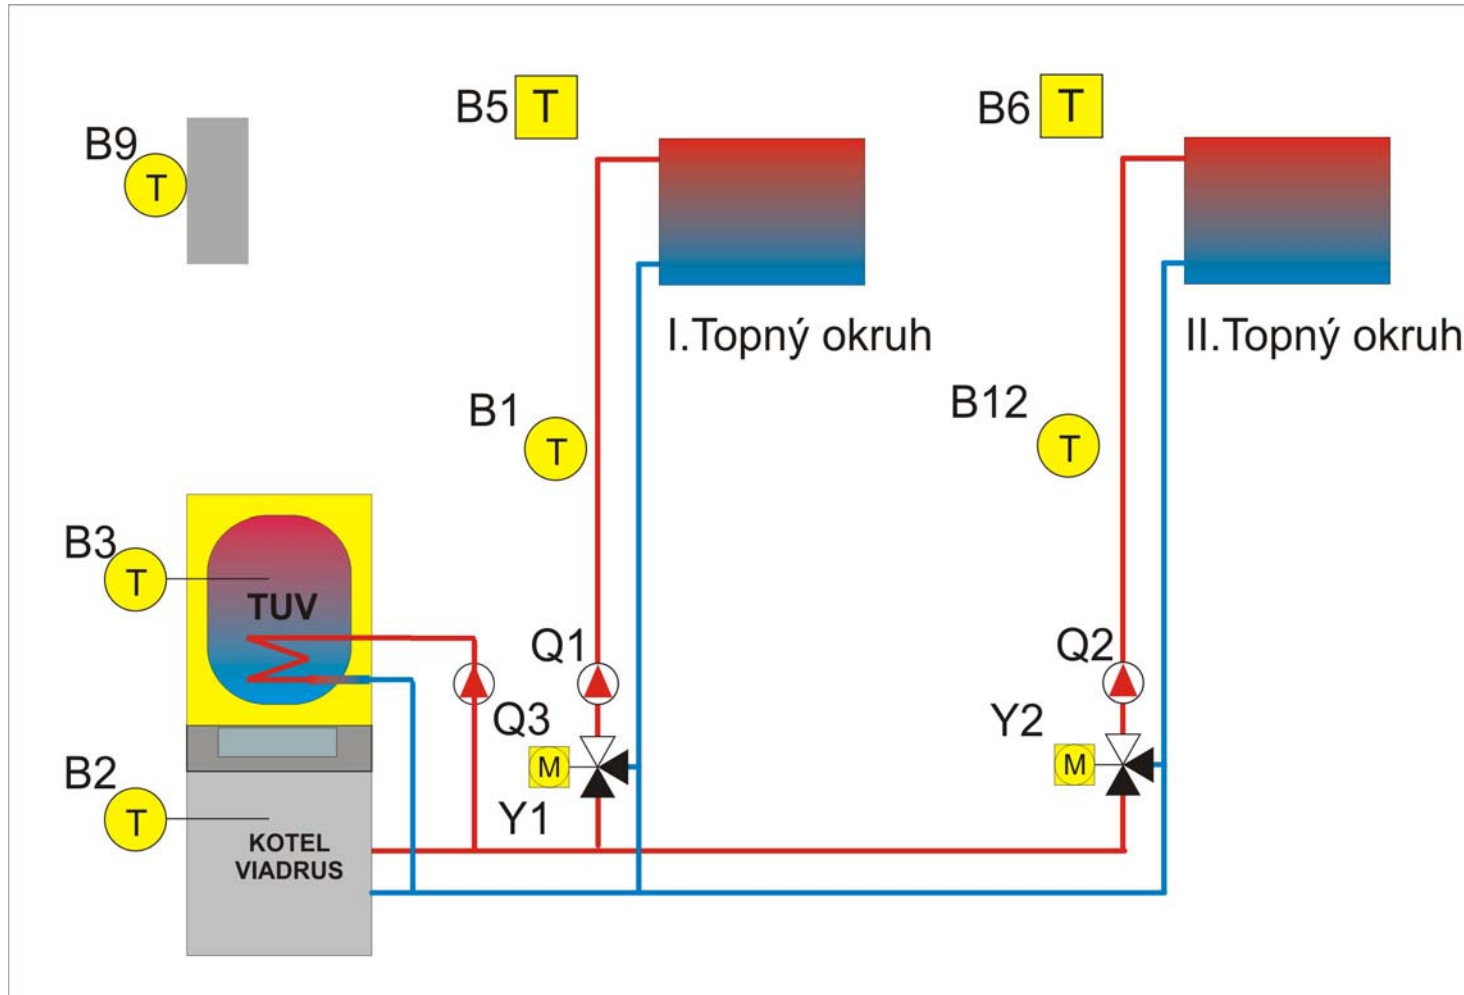 B5 T
B6 T
B9
T
I.Topný okruh
II.Topný okruh
B1
T
B12
T
B3
T
TUV
Q1
Q2
Q3
Y2
M
M
B2
T
Y1
KOTEL
VIADRUS